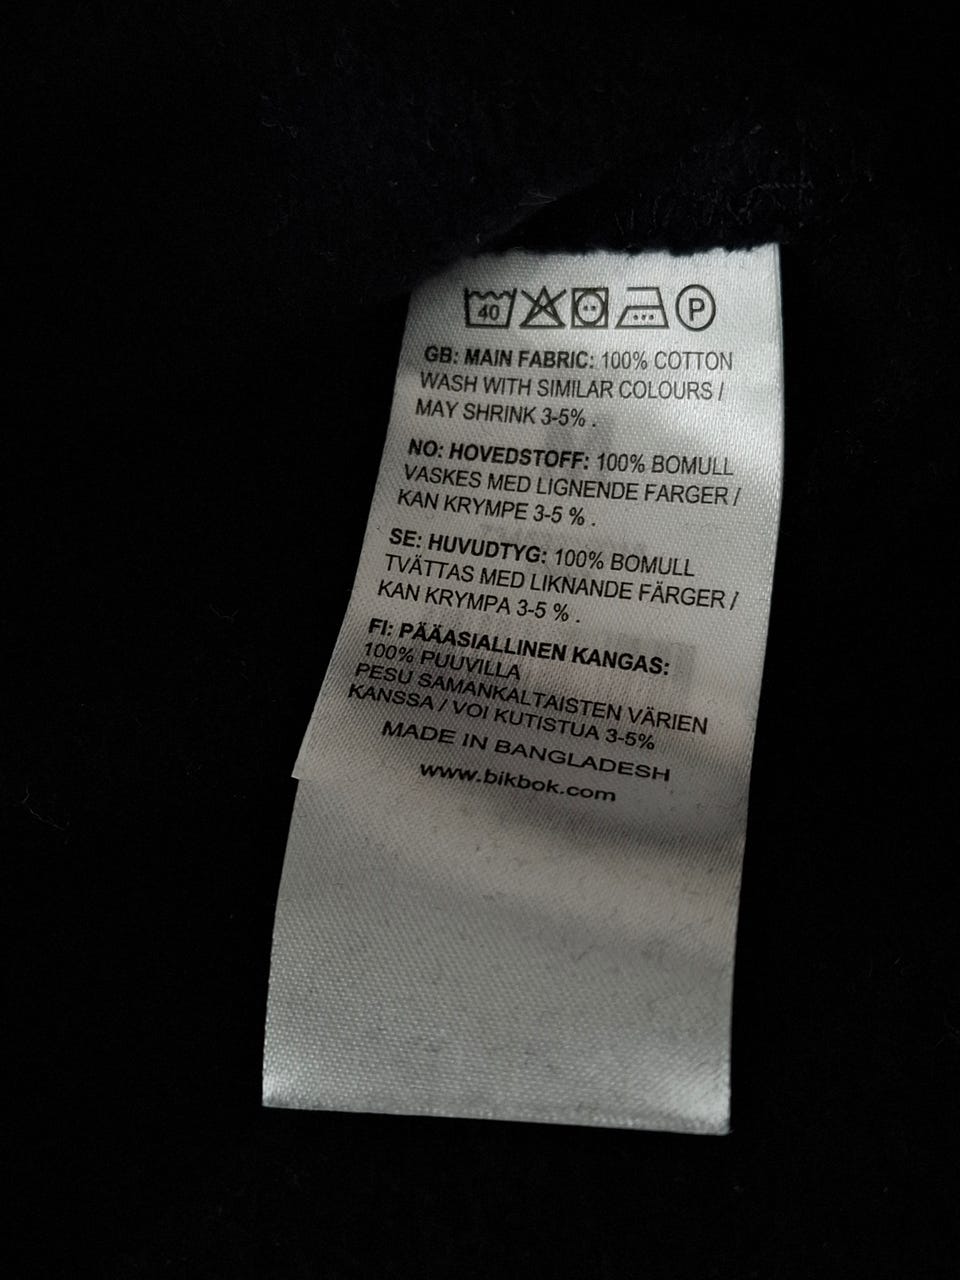 40 P
GB: MAIN FABRIC: 100% COTTON
WASH WITH SIMILAR COLOURS /
MAY SHRINK 3-5% .
NO: HOVEDSTOFF: 100% BOMULL
VASKES MED LIGNENDE FARGER /
KAN KRYMPE 3-5 % .
SE: HUVUDTYG: 100% BOMULL
TVÄTTAS MED LIKNANDE FÄRGER /
KAN KRYMPA 3-5 % .
FI: PÄÄASIALLINEN KANGAS:
100% PUUVILLA
PESU SAMANKALTAISTEN VÄRIEN
KANSSA / VOI KUTISTUA 3-5%
MADE IN BANGLADESH
www.bikbok.com